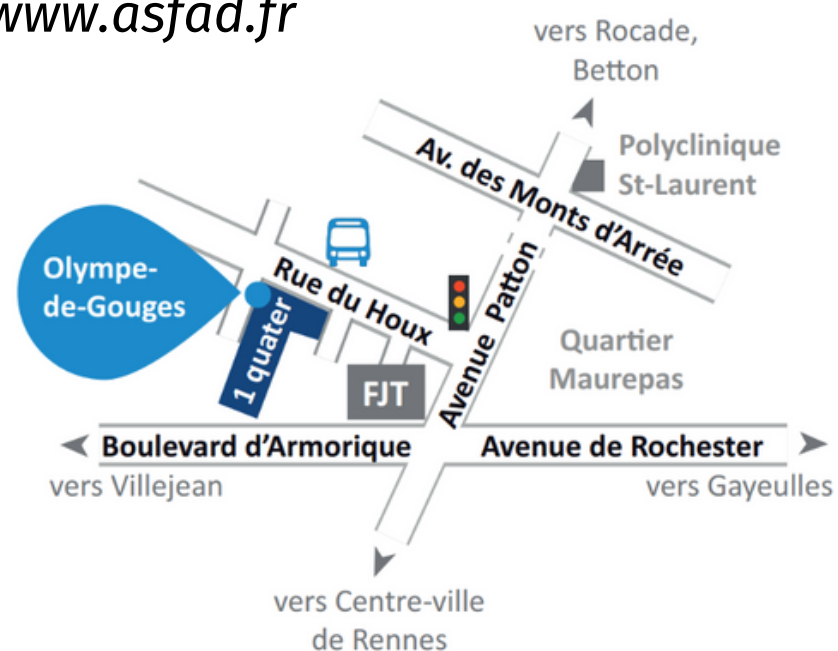 www.asfad.fr
vers Rocade,
Betton
Polyclinique
St-Laurent
Av. des Monts d'Arrée
Olympe-
de-Gouges
Rue du Houx
1 quater
Avenue Patton
Quartier
Maurepas
FJT
Boulevard d'Armorique
Avenue de Rochester
vers Villejean
vers Gayeulles
vers Centre-ville
de Rennes